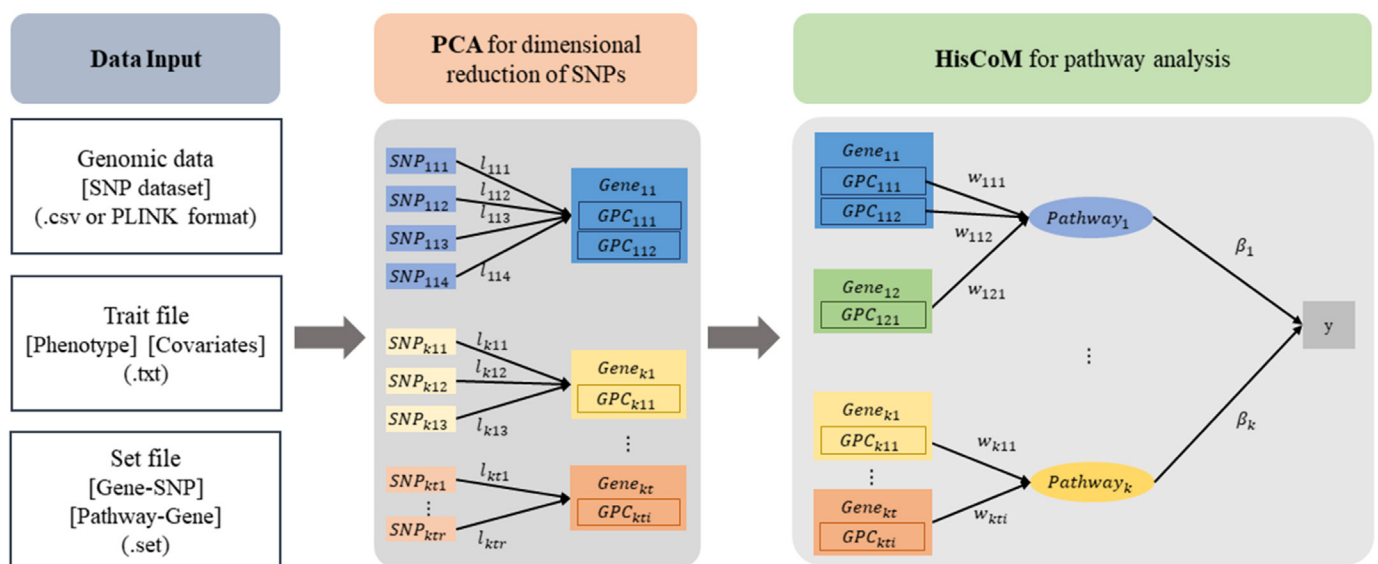 Data Input
Genomic data
[SNP dataset]
(.csv or PLINK format)
Trait file
[Phenotype] [Covariates]
(.txt)
Set file
[Gene-SNP]
[Pathway-Gene]
(.set)
PCA for dimensional
reduction of SNPs
SNP₁₁₁
l₁₁₁
SNP₁₁₂
l₁₁₂
l₁₁₃
SNP₁₁₃
SNP₁₁₄
l₁₁₄
Gene₁₁
GPC₁₁₁
GPC₁₁₂
SNPₖ₁₁
lₖ₁₁
SNPₖ₁₂
lₖ₁₂
SNPₖ₁₃
lₖ₁₃
Geneₖ₁
GPCₖ₁₁
⋮
SNPₖₜ₁
lₖₜ₁
⋮
SNPₖₜᵣ
lₖₜᵣ
Geneₖₜ
GPCₖₜᵢ
HisCoM for pathway analysis
Gene₁₁
GPC₁₁₁
GPC₁₁₂
w₁₁₁
w₁₁₂
Gene₁₂
GPC₁₂₁
w₁₂₁
Pathway₁
β₁
⋮
y
Geneₖ₁
GPCₖ₁₁
wₖ₁₁
⋮
Geneₖₜ
GPCₖₜᵢ
wₖₜᵢ
Pathwayₖ
βₖ